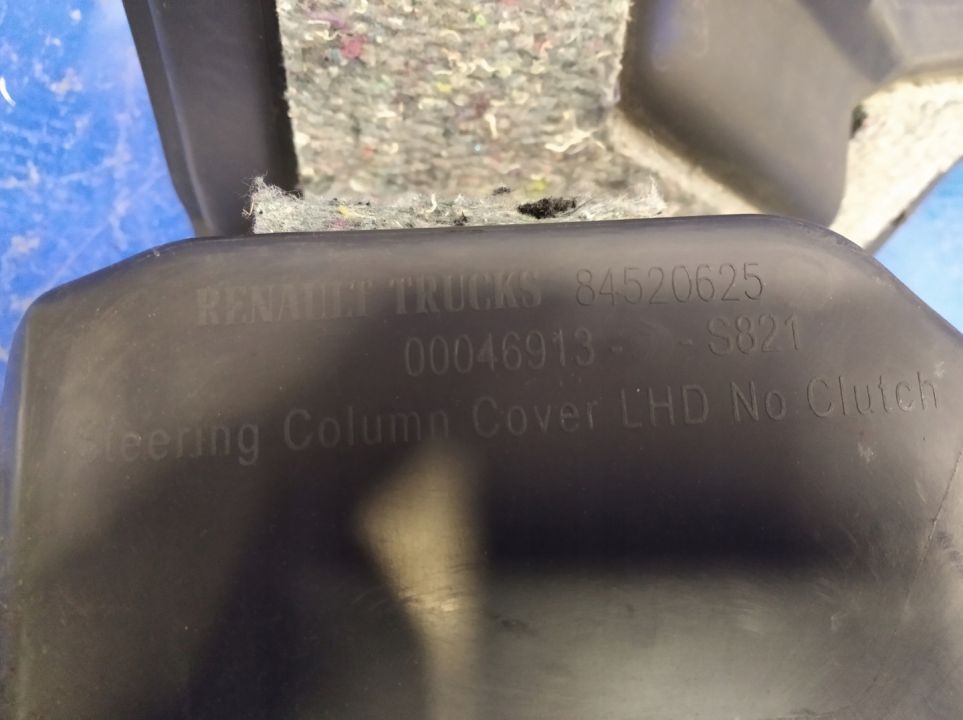 RENAULT TRUCKS 84520625
00046913- -S821
Steering Column Cover LHD No Clutch